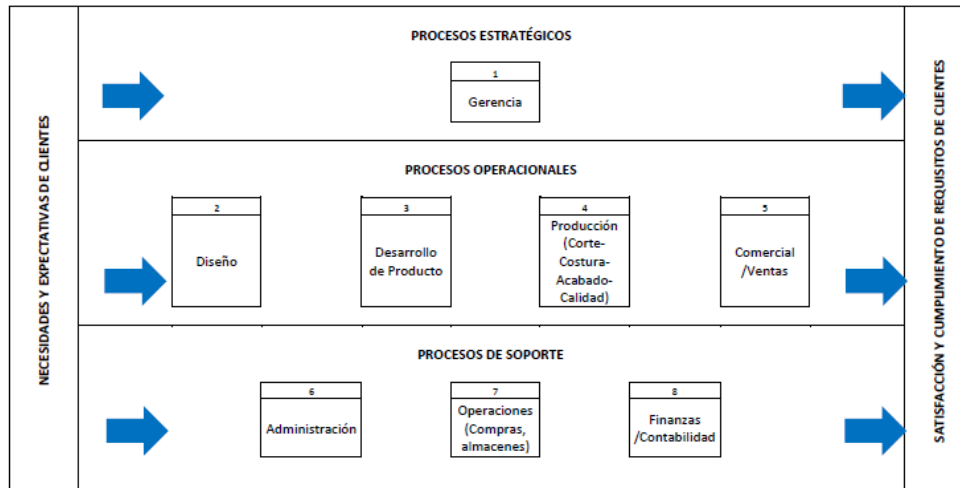 NECESIDADES Y EXPECTATIVAS DE CLIENTES
PROCESOS ESTRATÉGICOS
1
Gerencia
PROCESOS OPERACIONALES
2
Diseño
3
Desarrollo
de Producto
4
Producción
(Corte-
Costura-
Acabado-
Calidad)
5
Comercial
/Ventas
PROCESOS DE SOPORTE
6
Administración
7
Operaciones
(Compras,
almacenes)
8
Finanzas
/Contabilidad
SATISFACCIÓN Y CUMPLIMIENTO DE REQUISITOS DE CLIENTES